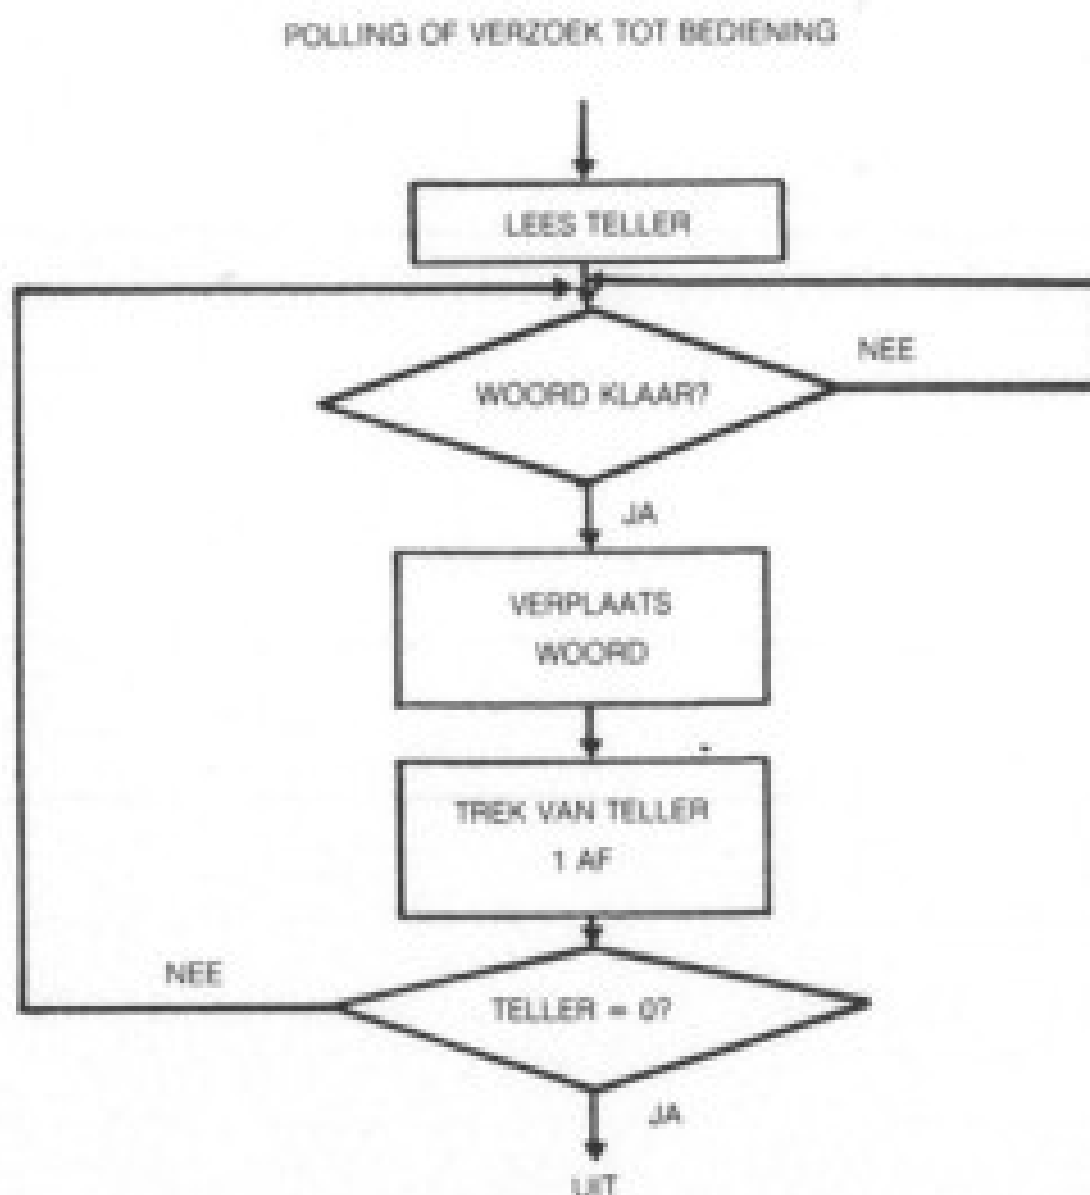 POLLING OF VERZOEK TOT BEDIENING
LEES TELLER
NEE
WOORD KLAAR?
JA
VERPLAATS
WOORD
TREK VAN TELLER
1 AF
NEE
TELLER = 0?
JA
UIT